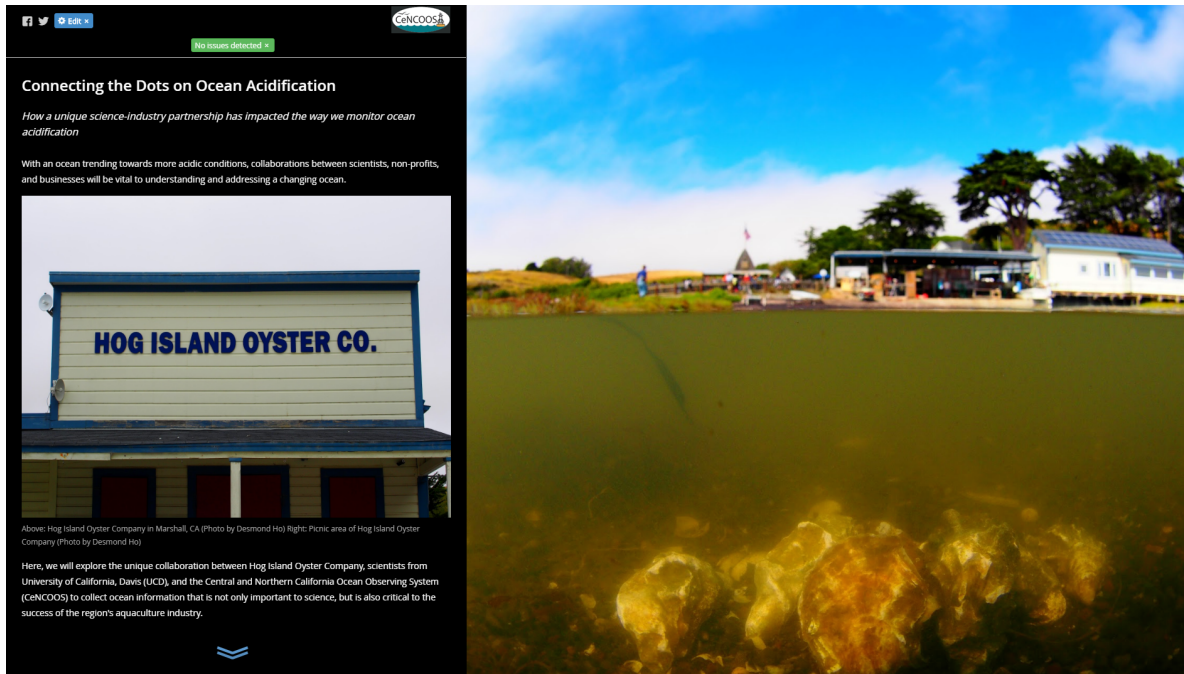 Edit ×
CeNCOOS
No issues detected ×
Connecting the Dots on Ocean Acidification
How a unique science-industry partnership has impacted the way we monitor ocean
acidification
With an ocean trending towards more acidic conditions, collaborations between scientists, non-profits,
and businesses will be vital to understanding and addressing a changing ocean.
HOG ISLAND OYSTER CO.
Above: Hog Island Oyster Company in Marshall, CA (Photo by Desmond Ho) Right: Picnic area of Hog Island Oyster
Company (Photo by Desmond Ho)
Here, we will explore the unique collaboration between Hog Island Oyster Company, scientists from
University of California, Davis (UCD), and the Central and Northern California Ocean Observing System
(CeNCOOS) to collect ocean information that is not only important to science, but is also critical to the
success of the region's aquaculture industry.